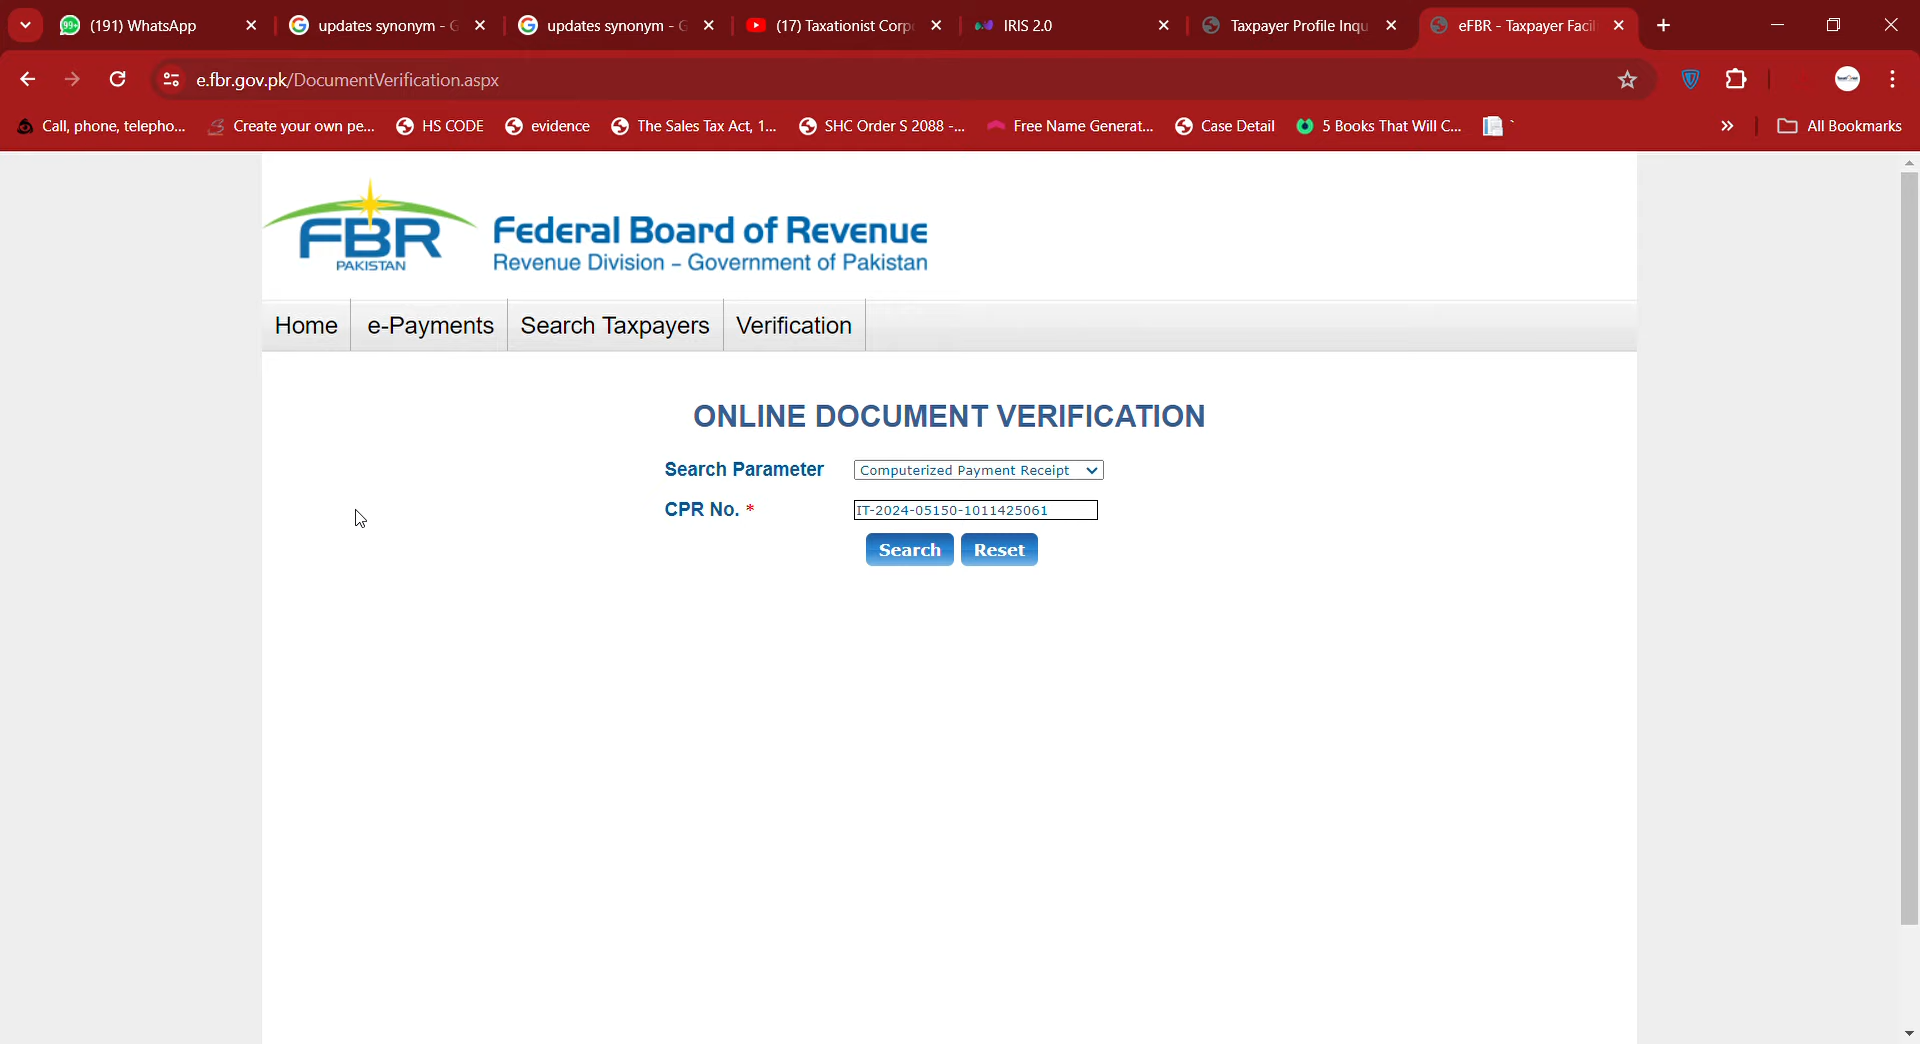 (191) WhatsApp
updates synonym - G
updates synonym - G
(17) Taxationist Corp
IRIS 2.0
Taxpayer Profile Inqu
eFBR - Taxpayer Facil
e.fbr.gov.pk/DocumentVerification.aspx
Call, phone, telepho...
Create your own pe...
HS CODE
evidence
The Sales Tax Act, 1...
SHC Order S 2088 -...
Free Name Generat...
Case Detail
5 Books That Will C...
`
»
All Bookmarks
FBR
PAKISTAN
Federal Board of Revenue
Revenue Division – Government of Pakistan
Home
e-Payments
Search Taxpayers
Verification
ONLINE DOCUMENT VERIFICATION
Search Parameter
Computerized Payment Receipt
CPR No. *
IT-2024-05150-1011425061
Search
Reset